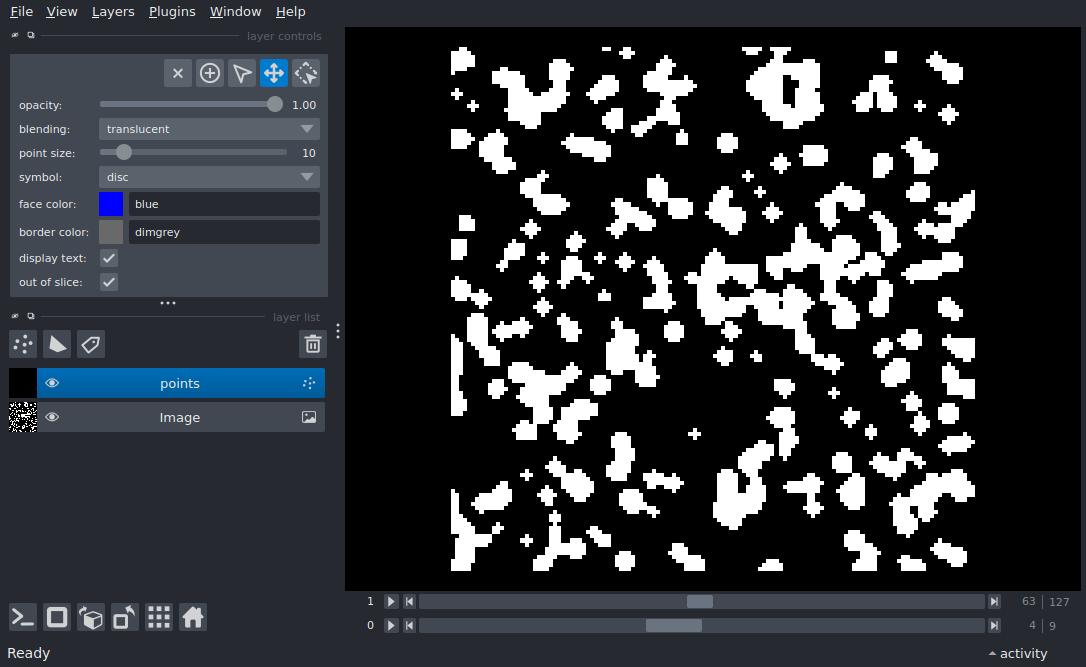 File View Layers Plugins Window Help
layer controls
opacity: 1.00
blending: translucent
point size: 10
symbol: disc
face color: blue
border color: dimgrey
display text:
out of slice:
layer list
points
Image
1 63 127
0 4 9
Ready activity